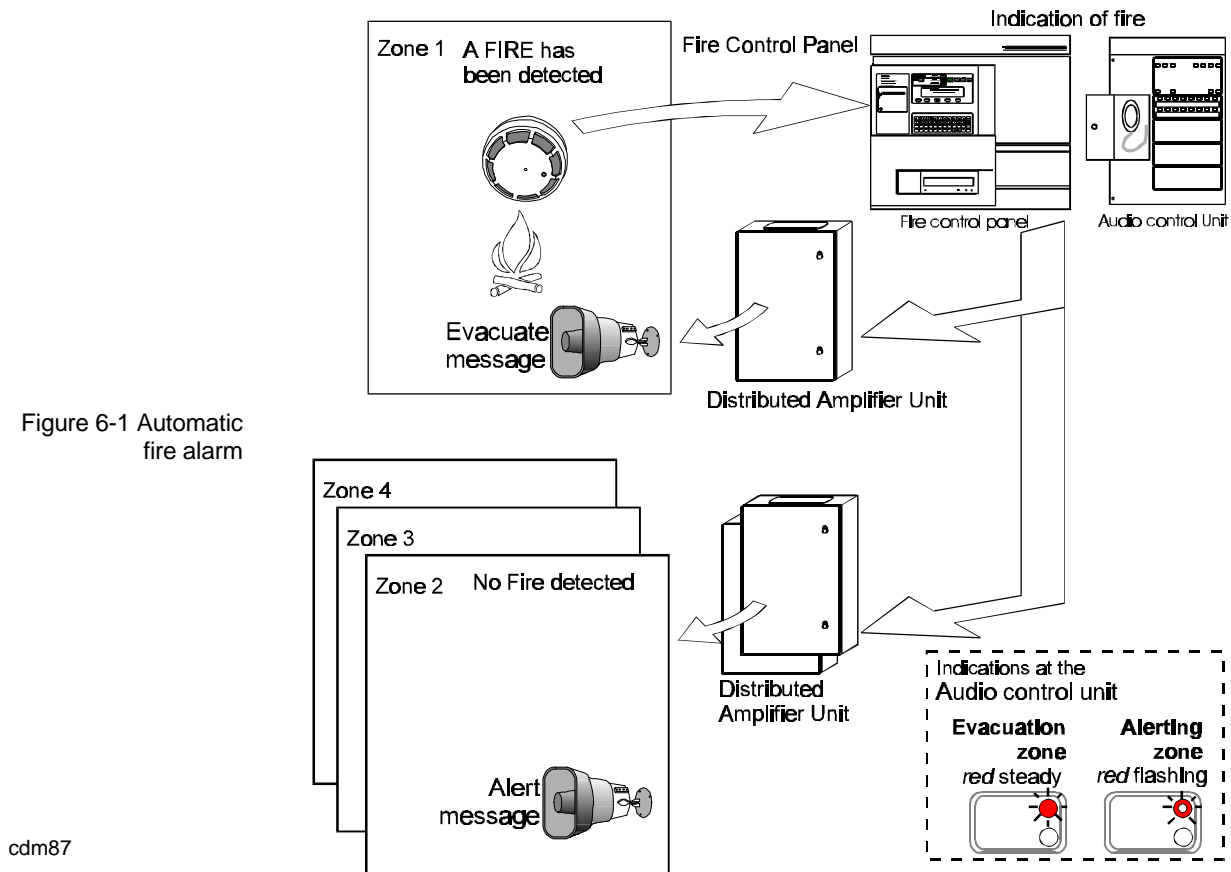 Indication of fire
Zone 1
A FIRE has
been detected
Fire Control Panel
Fire control panel
Audio control Unit
Evacuate
message
Distributed Amplifier Unit
Figure 6-1 Automatic
fire alarm
Zone 4
Zone 3
Zone 2
No Fire detected
Distributed
Amplifier Unit
Alert
message
Indications at the
Audio control unit
Evacuation
zone
red steady
Alerting
zone
red flashing
cdm87